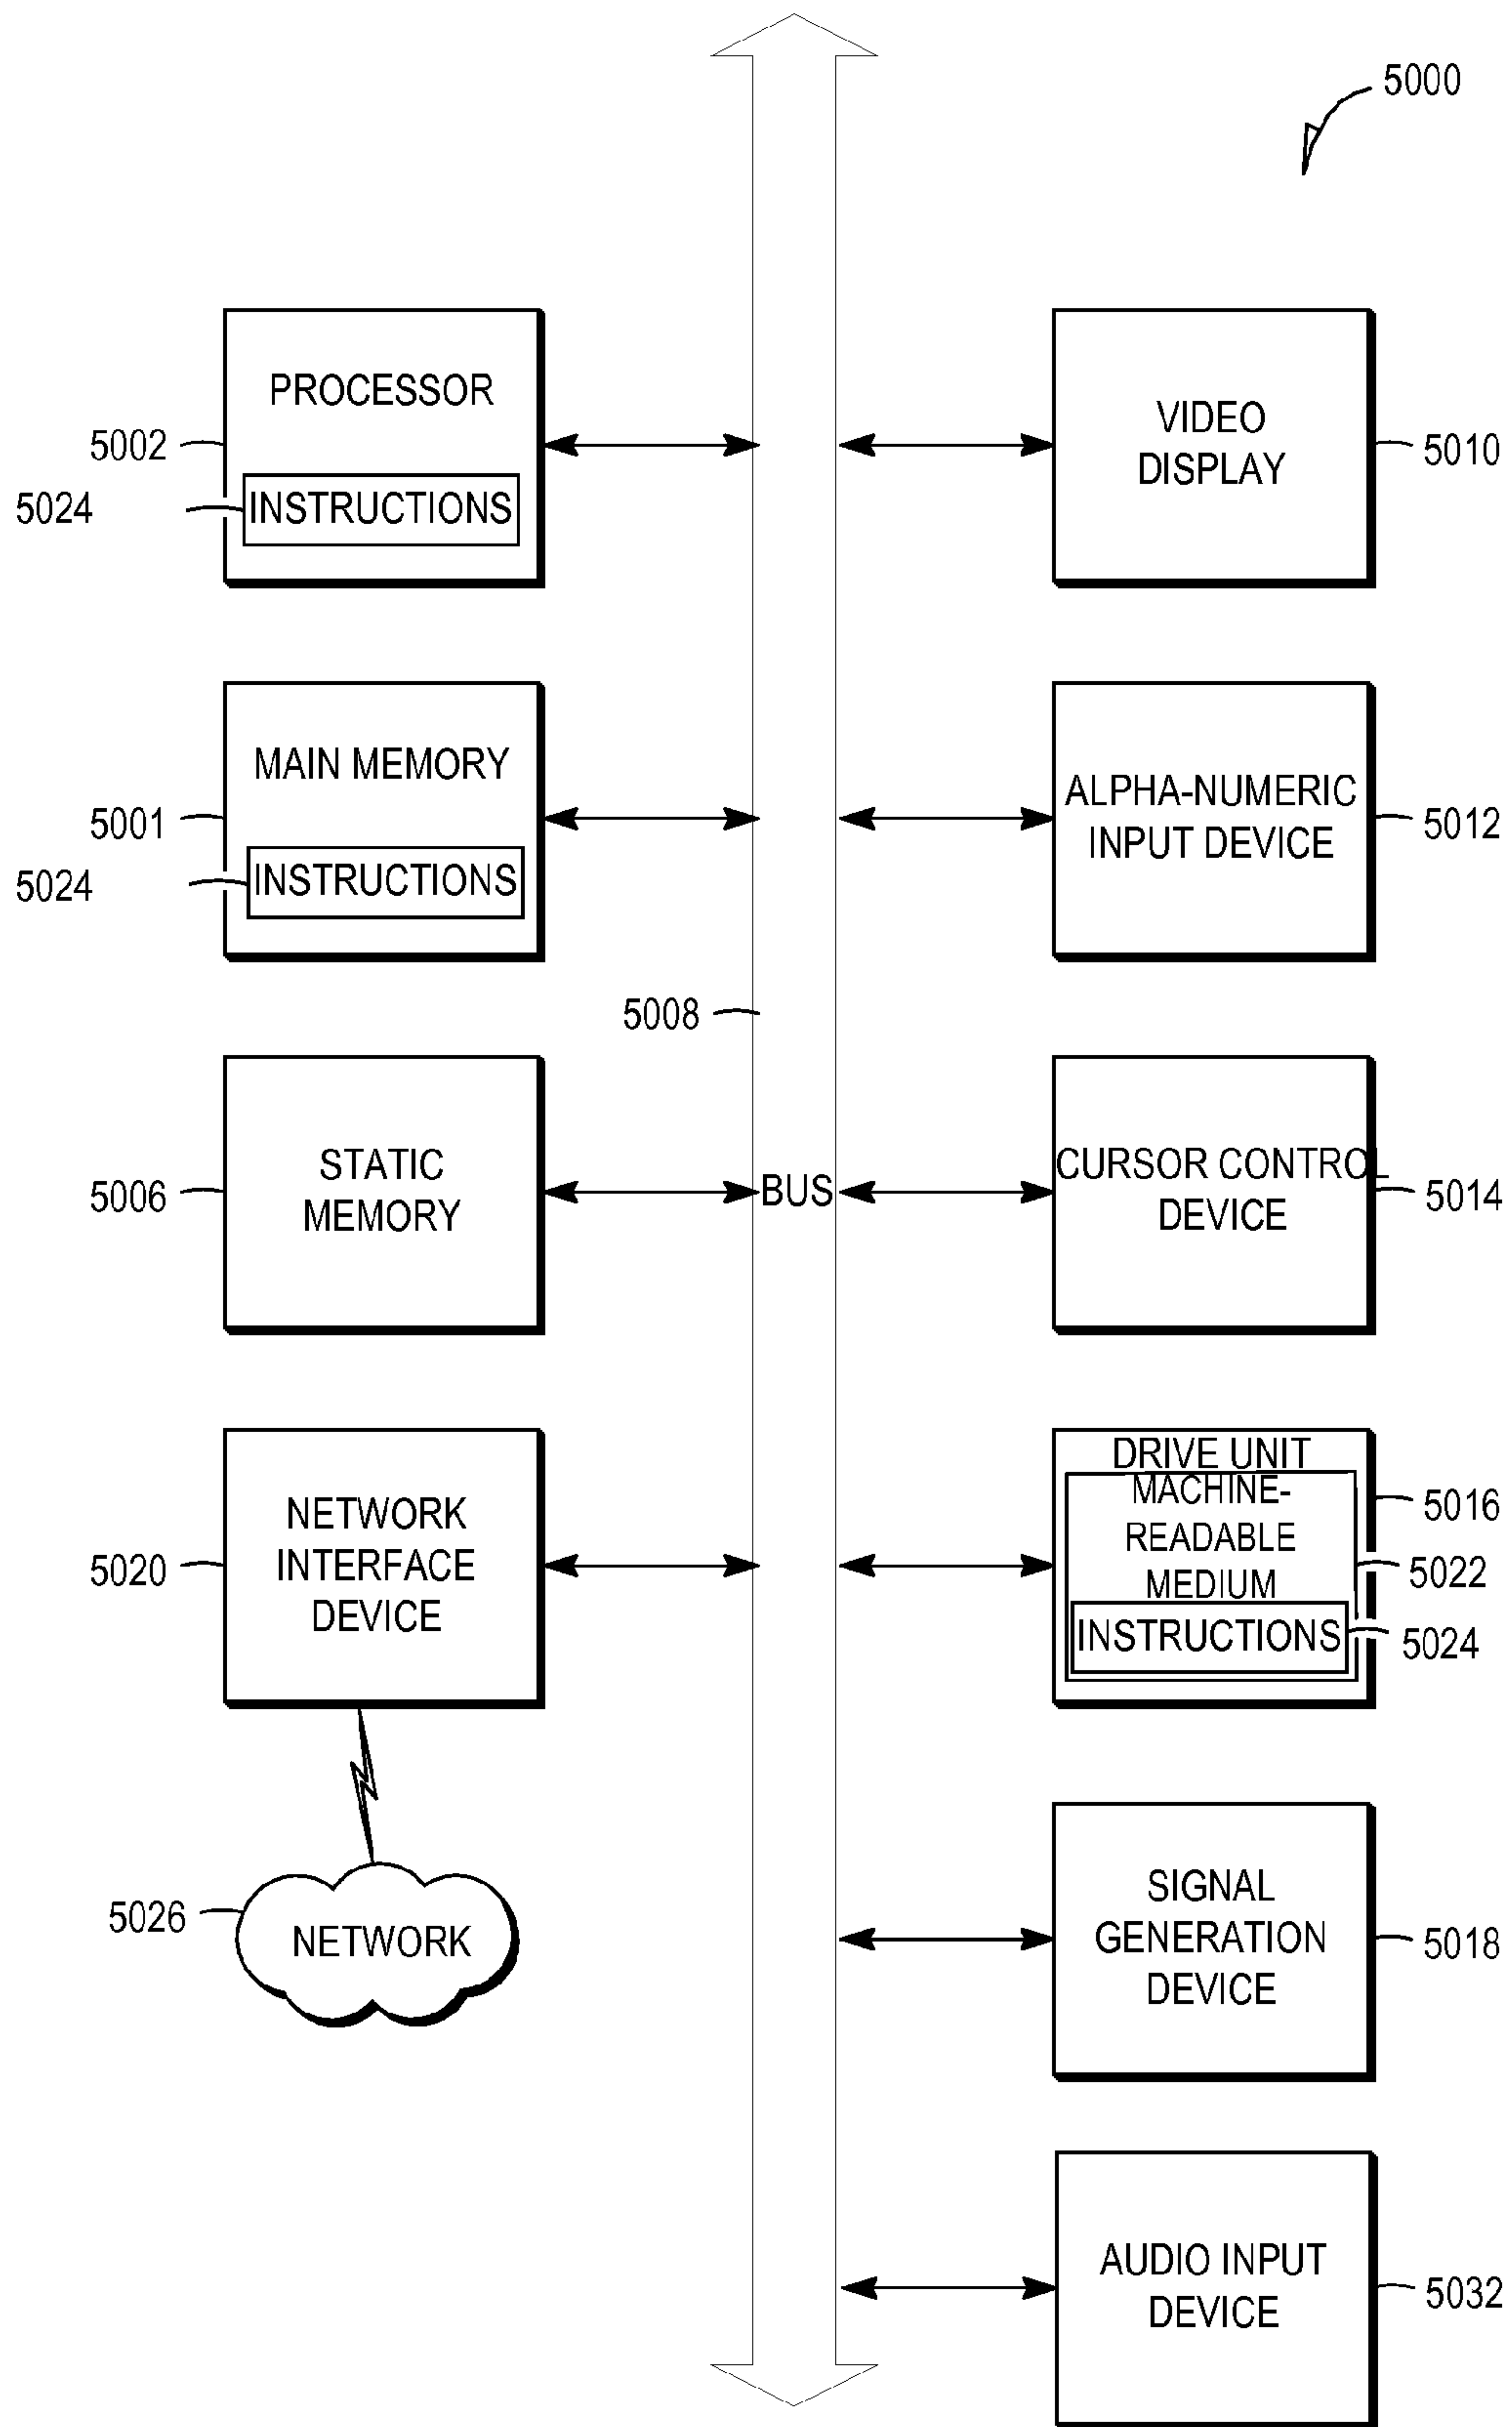 5000
PROCESSOR
5002
5024
INSTRUCTIONS
VIDEO
DISPLAY
5010
MAIN MEMORY
5001
5024
INSTRUCTIONS
ALPHA-NUMERIC
INPUT DEVICE
5012
5008
STATIC
MEMORY
5006
BUS
CURSOR CONTROL
DEVICE
5014
NETWORK
INTERFACE
DEVICE
5020
DRIVE UNIT
MACHINE-
READABLE
MEDIUM
INSTRUCTIONS
5016
5022
5024
5026
NETWORK
SIGNAL
GENERATION
DEVICE
5018
AUDIO INPUT
DEVICE
5032